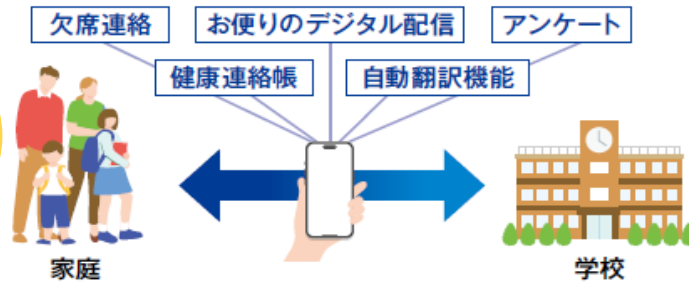 欠席連絡
お便りのデジタル配信
アンケート
健康連絡帳
自動翻訳機能
家庭
学校